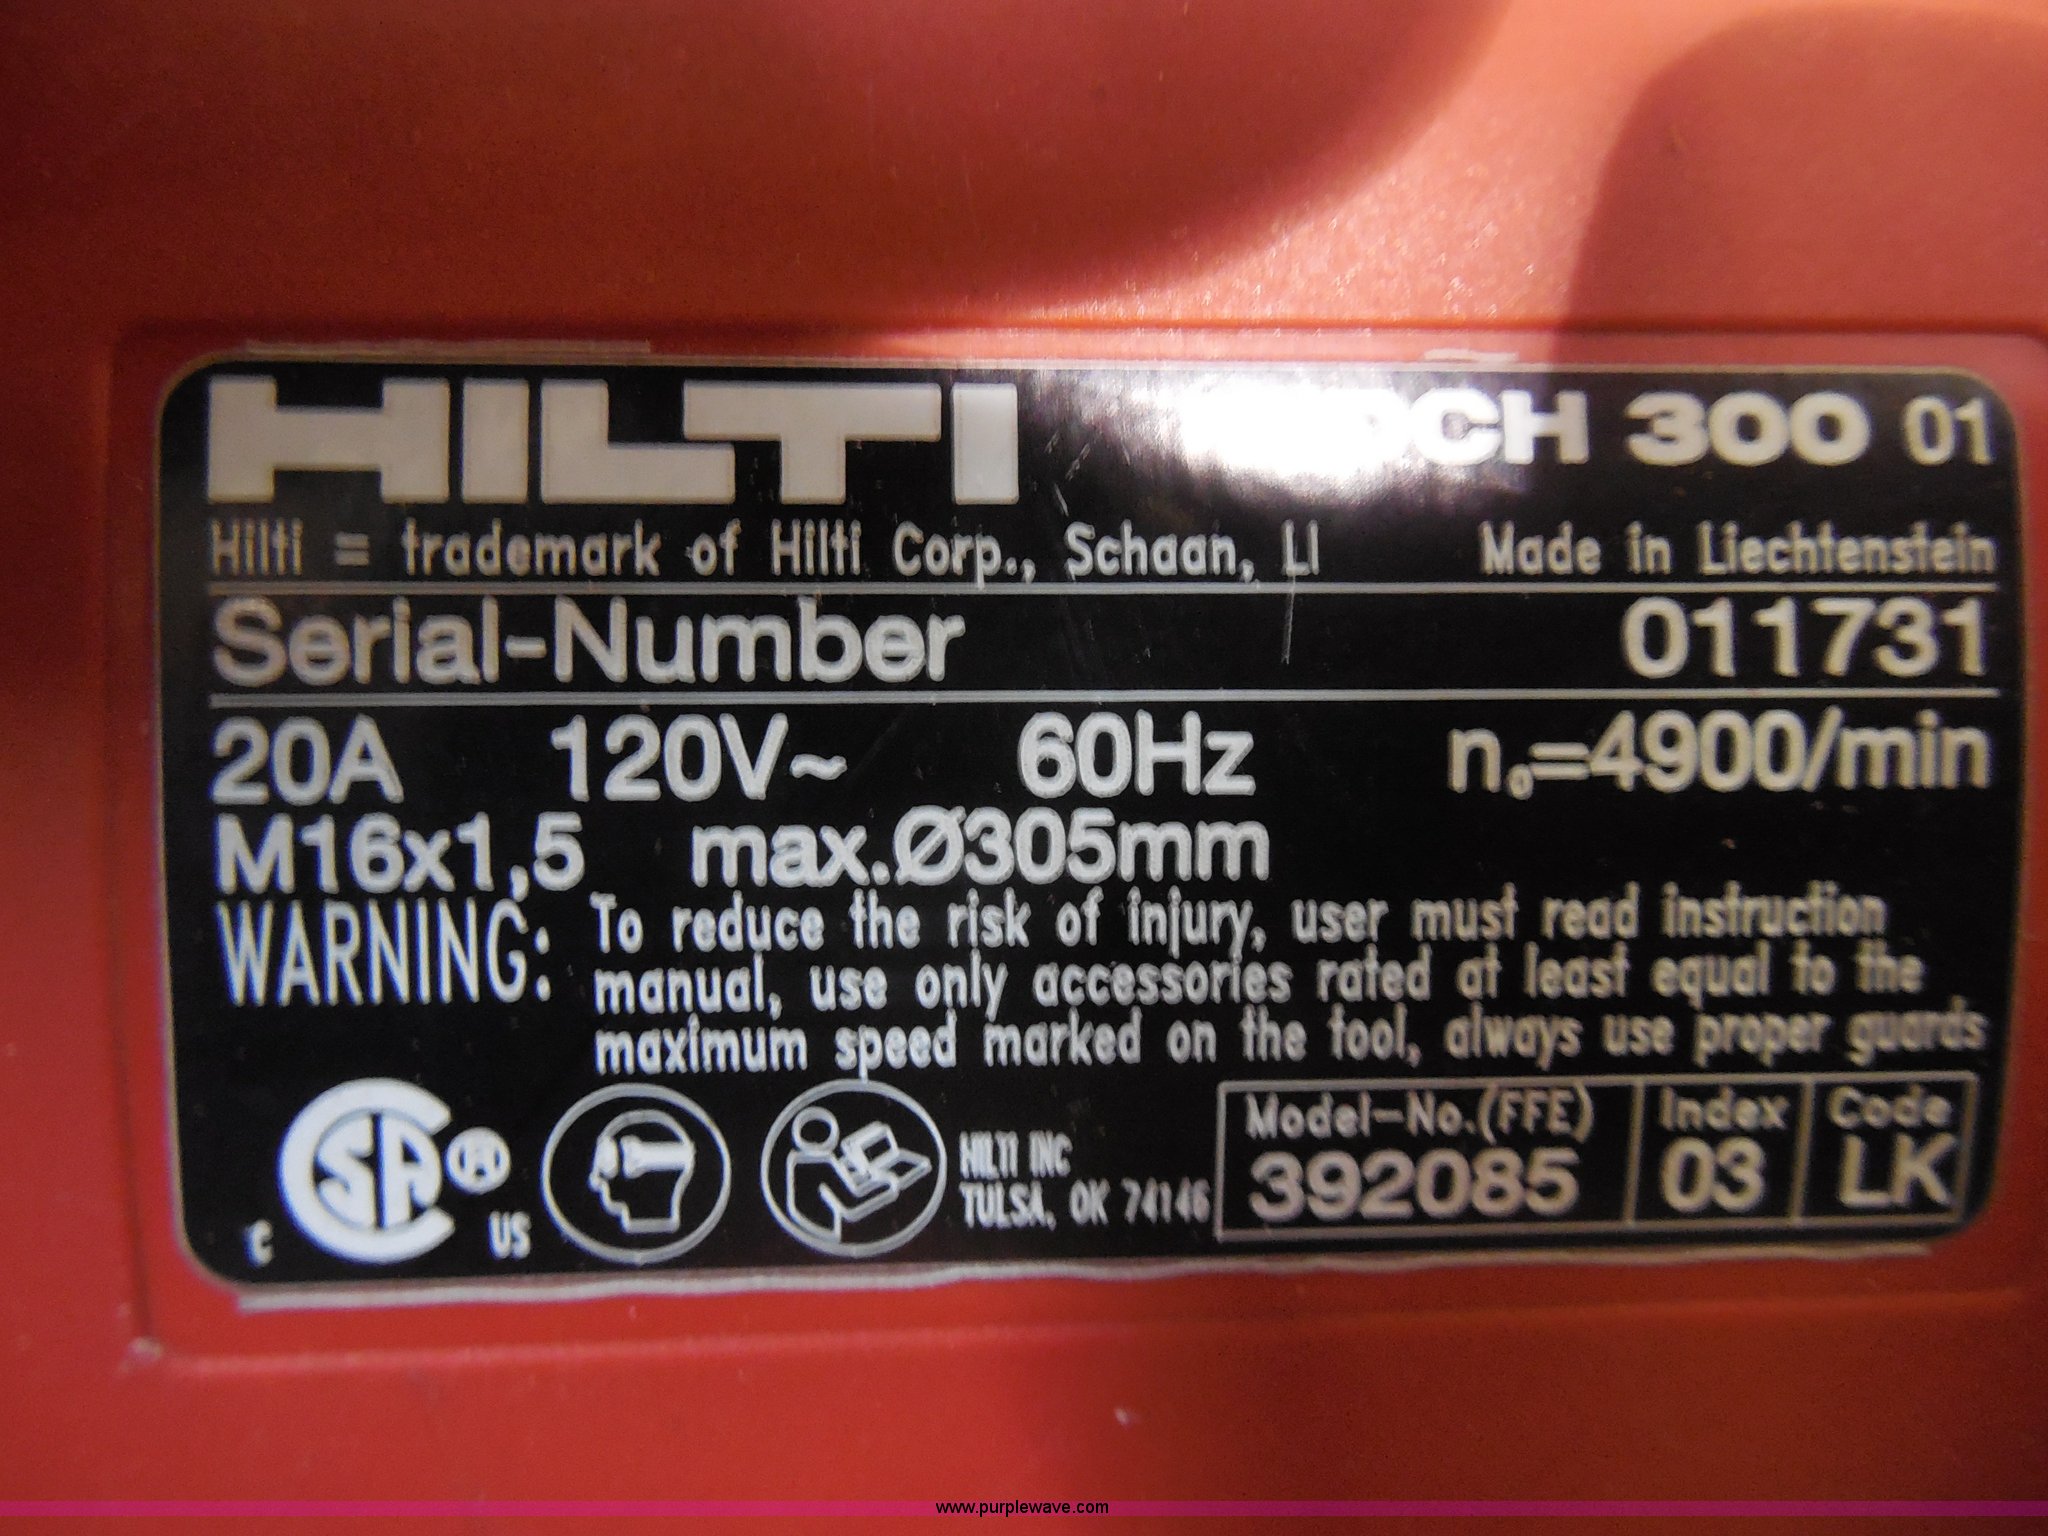 HILTI 300 01
Hilti = trademark of Hilti Corp., Schaan, LI Made in Liechtenstein
Serial-Number 011731
20A 120V~ 60Hz n₀=4900/min
M16x1,5 max.Ø305mm
WARNING: To reduce the risk of injury, user must read instruction
manual, use only accessories rated at least equal to the
maximum speed marked on the tool, always use proper guards
C CSA ® US
HILTI INC
TULSA, OK 74146
Model-No.(FFE) Index Code
392085 03 LK
www.purplewave.com